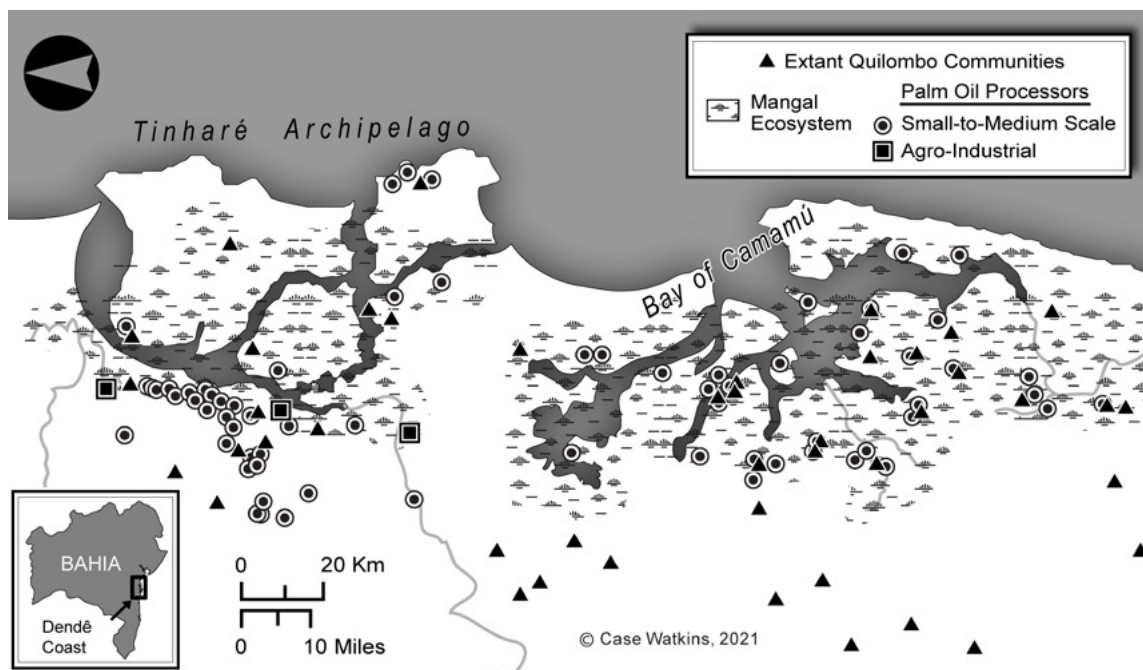 Extant Quilombo Communities
Palm Oil Processors
Mangal
Ecosystem
Small-to-Medium Scale
Agro-Industrial
Tinharé Archipelago
Bay of Camamú
BAHIA
Dendê
Coast
0 20 Km
0 10 Miles
© Case Watkins, 2021